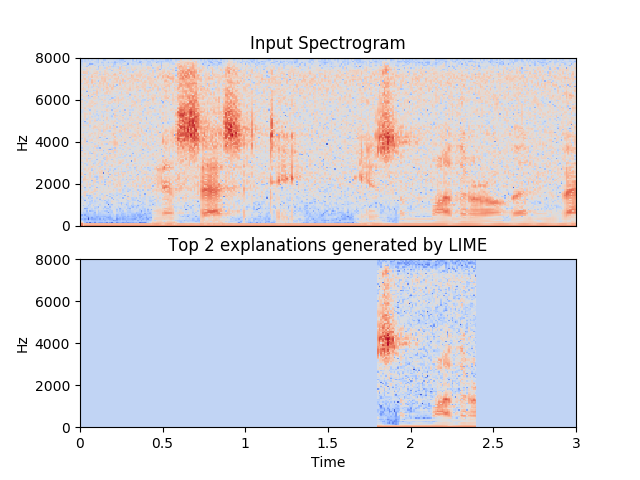 Input Spectrogram
8000
6000
4000
2000
0
Hz
Top 2 explanations generated by LIME
8000
6000
4000
2000
0
Hz
0 0.5 1 1.5 2 2.5 3
Time